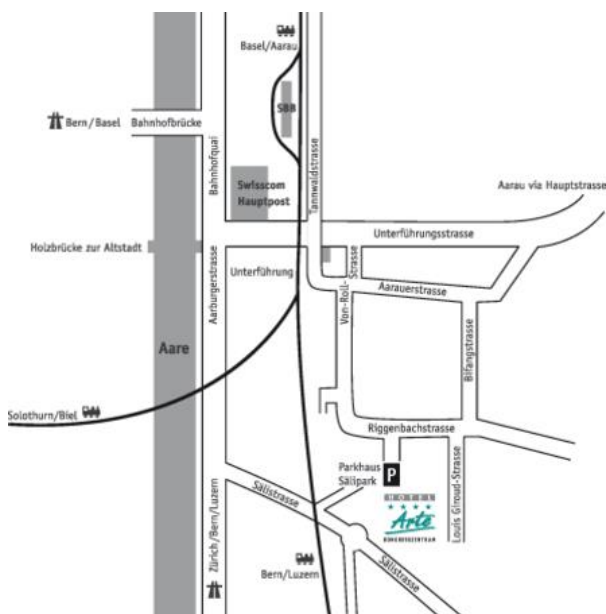 Basel/Aarau
SBB
Bern/Basel
Bahnhofbrücke
Bahnhofquai
Tannwaldstrasse
Swisscom
Hauptpost
Aarau via Hauptstrasse
Unterführungsstrasse
Holzbrücke zur Altstadt
Aarburgerstrasse
Unterführung
Von-Roll-
Strasse
Aarauerstrasse
Bifangstrasse
Aare
Solothurn/Biel
Riggenbachstrasse
Parkhaus
Sälipark
P
Louis Giroud-Strasse
HOTEL
Arte
KONGRESSZENTRUM
Sälistrasse
Zürich/Bern/Luzern
Bern/Luzern
Sälistrasse